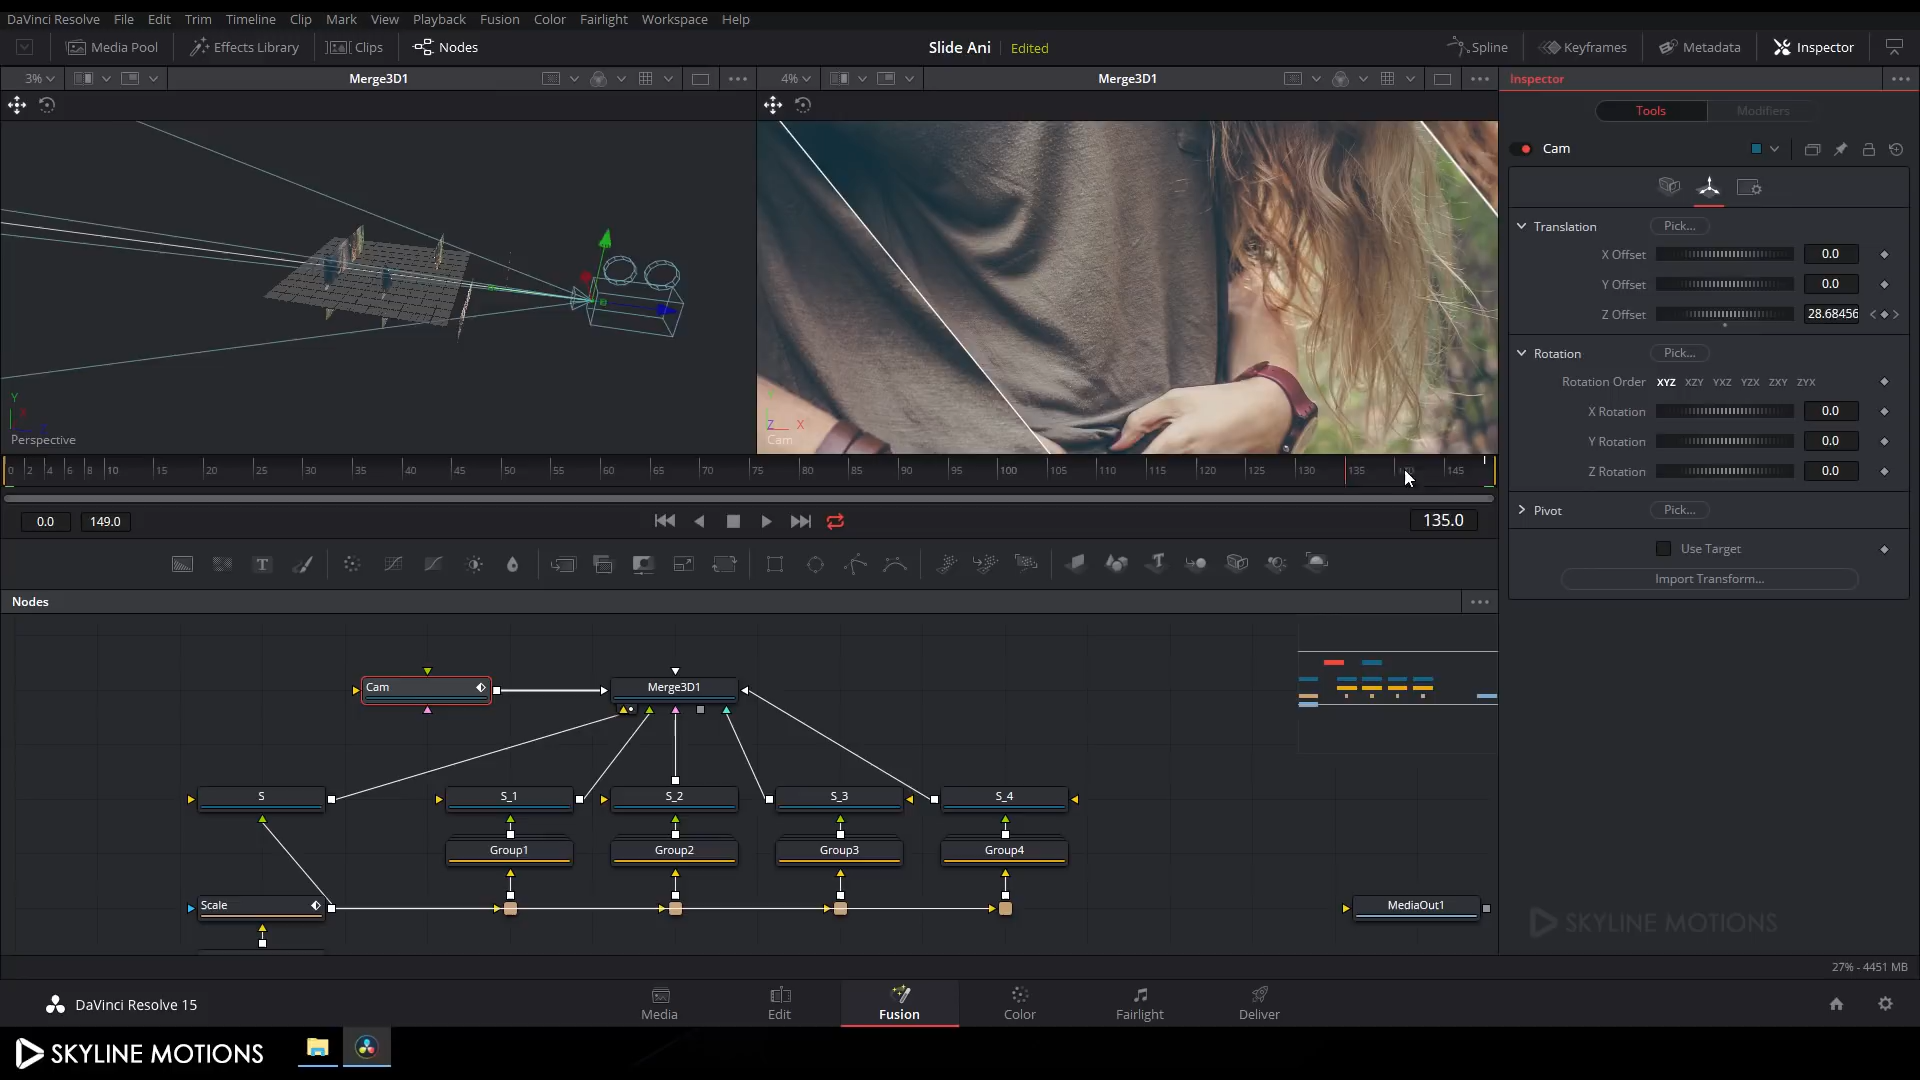 DaVinci Resolve File Edit Trim Timeline Clip Mark View Playback Fusion Color Fairlight Workspace Help
Media Pool Effects Library Clips Nodes Slide Ani Edited Spline Keyframes Metadata Inspector
3% Merge3D1 4% Merge3D1 Inspector
Tools Modifiers
Cam
Translation Pick...
X Offset 0.0
Y Offset 0.0
Z Offset 28.68456
Rotation Pick...
Rotation Order XYZ XZY YXZ YZX ZXY ZYX
X Rotation 0.0
Y Rotation 0.0
Z Rotation 0.0
Pivot Pick...
Use Target
Import Transform...
Y
X
Perspective
Z X
Cam
0 2 4 6 8 10 15 20 25 30 35 40 45 50 55 60 65 70 75 80 85 90 95 100 105 110 115 120 125 130 135 145
0.0 149.0 135.0
Nodes
Cam Merge3D1
S S_1 S_2 S_3 S_4
Group1 Group2 Group3 Group4
Scale MediaOut1
SKYLINE MOTIONS
27% - 4451 MB
DaVinci Resolve 15
Media Edit Fusion Color Fairlight Deliver
SKYLINE MOTIONS